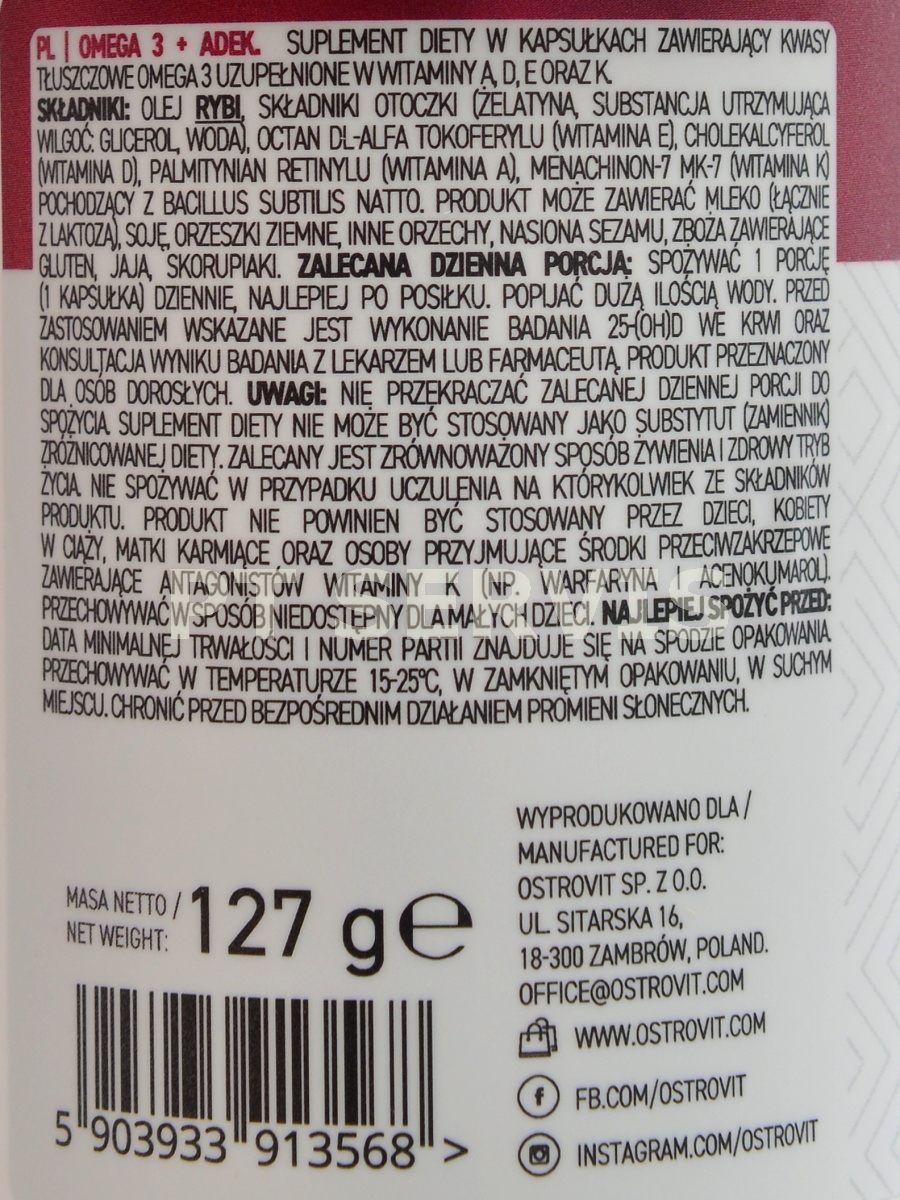 PL | OMEGA 3 + ADEK. SUPLEMENT DIETY W KAPSUŁKACH ZAWIERAJĄCY KWASY
TŁUSZCZOWE OMEGA 3 UZUPEŁNIONE W WITAMINY A, D, E ORAZ K.
SKŁADNIKI: OLEJ RYBI, SKŁADNIKI OTOCZKI (ŻELATYNA, SUBSTANCJA UTRZYMUJĄCA
WILGOĆ: GLICEROL, WODA), OCTAN DL-ALFA TOKOFERYLU (WITAMINA E), CHOLEKALCYFEROL
(WITAMINA D), PALMITYNIAN RETINYLU (WITAMINA A), MENACHINON-7 MK-7 (WITAMINA K)
POCHODZĄCY Z BACILLUS SUBTILIS NATTO. PRODUKT MOŻE ZAWIERAĆ MLEKO (ŁĄCZNIE
Z LAKTOZĄ), SOJĘ, ORZESZKI ZIEMNE, INNE ORZECHY, NASIONA SEZAMU, ZBOŻA ZAWIERAJĄCE
GLUTEN, JAJA, SKORUPIAKI. ZALECANA DZIENNA PORCJA: SPOŻYWAĆ 1 PORCJĘ
(1 KAPSUŁKA) DZIENNIE, NAJLEPIEJ PO POSIŁKU. POPIJAĆ DUŻĄ ILOŚCIĄ WODY. PRZED
ZASTOSOWANIEM WSKAZANE JEST WYKONANIE BADANIA 25-(OH)D WE KRWI ORAZ
KONSULTACJA WYNIKU BADANIA Z LEKARZEM LUB FARMACEUTĄ. PRODUKT PRZEZNACZONY
DLA OSÓB DOROSŁYCH. UWAGI: NIE PRZEKRACZAĆ ZALECANEJ DZIENNEJ PORCJI DO
SPOŻYCIA. SUPLEMENT DIETY NIE MOŻE BYĆ STOSOWANY JAKO SUBSTYTUT (ZAMIENNIK)
ZRÓŻNICOWANEJ DIETY. ZALECANY JEST ZRÓWNOWAŻONY SPOSÓB ŻYWIENIA I ZDROWY TRYB
ŻYCIA. NIE SPOŻYWAĆ W PRZYPADKU UCZULENIA NA KTÓRYKOLWIEK ZE SKŁADNIKÓW
PRODUKTU. PRODUKT NIE POWINIEN BYĆ STOSOWANY PRZEZ DZIECI, KOBIETY
W CIĄŻY, MATKI KARMIĄCE ORAZ OSOBY PRZYJMUJĄCE ŚRODKI PRZECIWZAKRZEPOWE
ZAWIERAJĄCE ANTAGONISTÓW WITAMINY K (NP. WARFARYNA I ACENOKUMAROL).
PRZECHOWYWAĆ W SPOSÓB NIEDOSTĘPNY DLA MAŁYCH DZIECI. NAJLEPIEJ SPOŻYĆ PRZED:
DATA MINIMALNEJ TRWAŁOŚCI I NUMER PARTII ZNAJDUJE SIĘ NA SPODZIE OPAKOWANIA.
PRZECHOWYWAĆ W TEMPERATURZE 15-25°C, W ZAMKNIĘTYM OPAKOWANIU, W SUCHYM
MIEJSCU. CHRONIĆ PRZED BEZPOŚREDNIM DZIAŁANIEM PROMIENI SŁONECZNYCH.
WYPRODUKOWANO DLA /
MANUFACTURED FOR:
OSTROVIT SP. Z O.O.
UL. SITARSKA 16,
18-300 ZAMBRÓW, POLAND.
OFFICE@OSTROVIT.COM
WWW.OSTROVIT.COM
FB.COM/OSTROVIT
INSTAGRAM.COM/OSTROVIT
MASA NETTO /
NET WEIGHT:
127 g℮
5 903933 913568 >